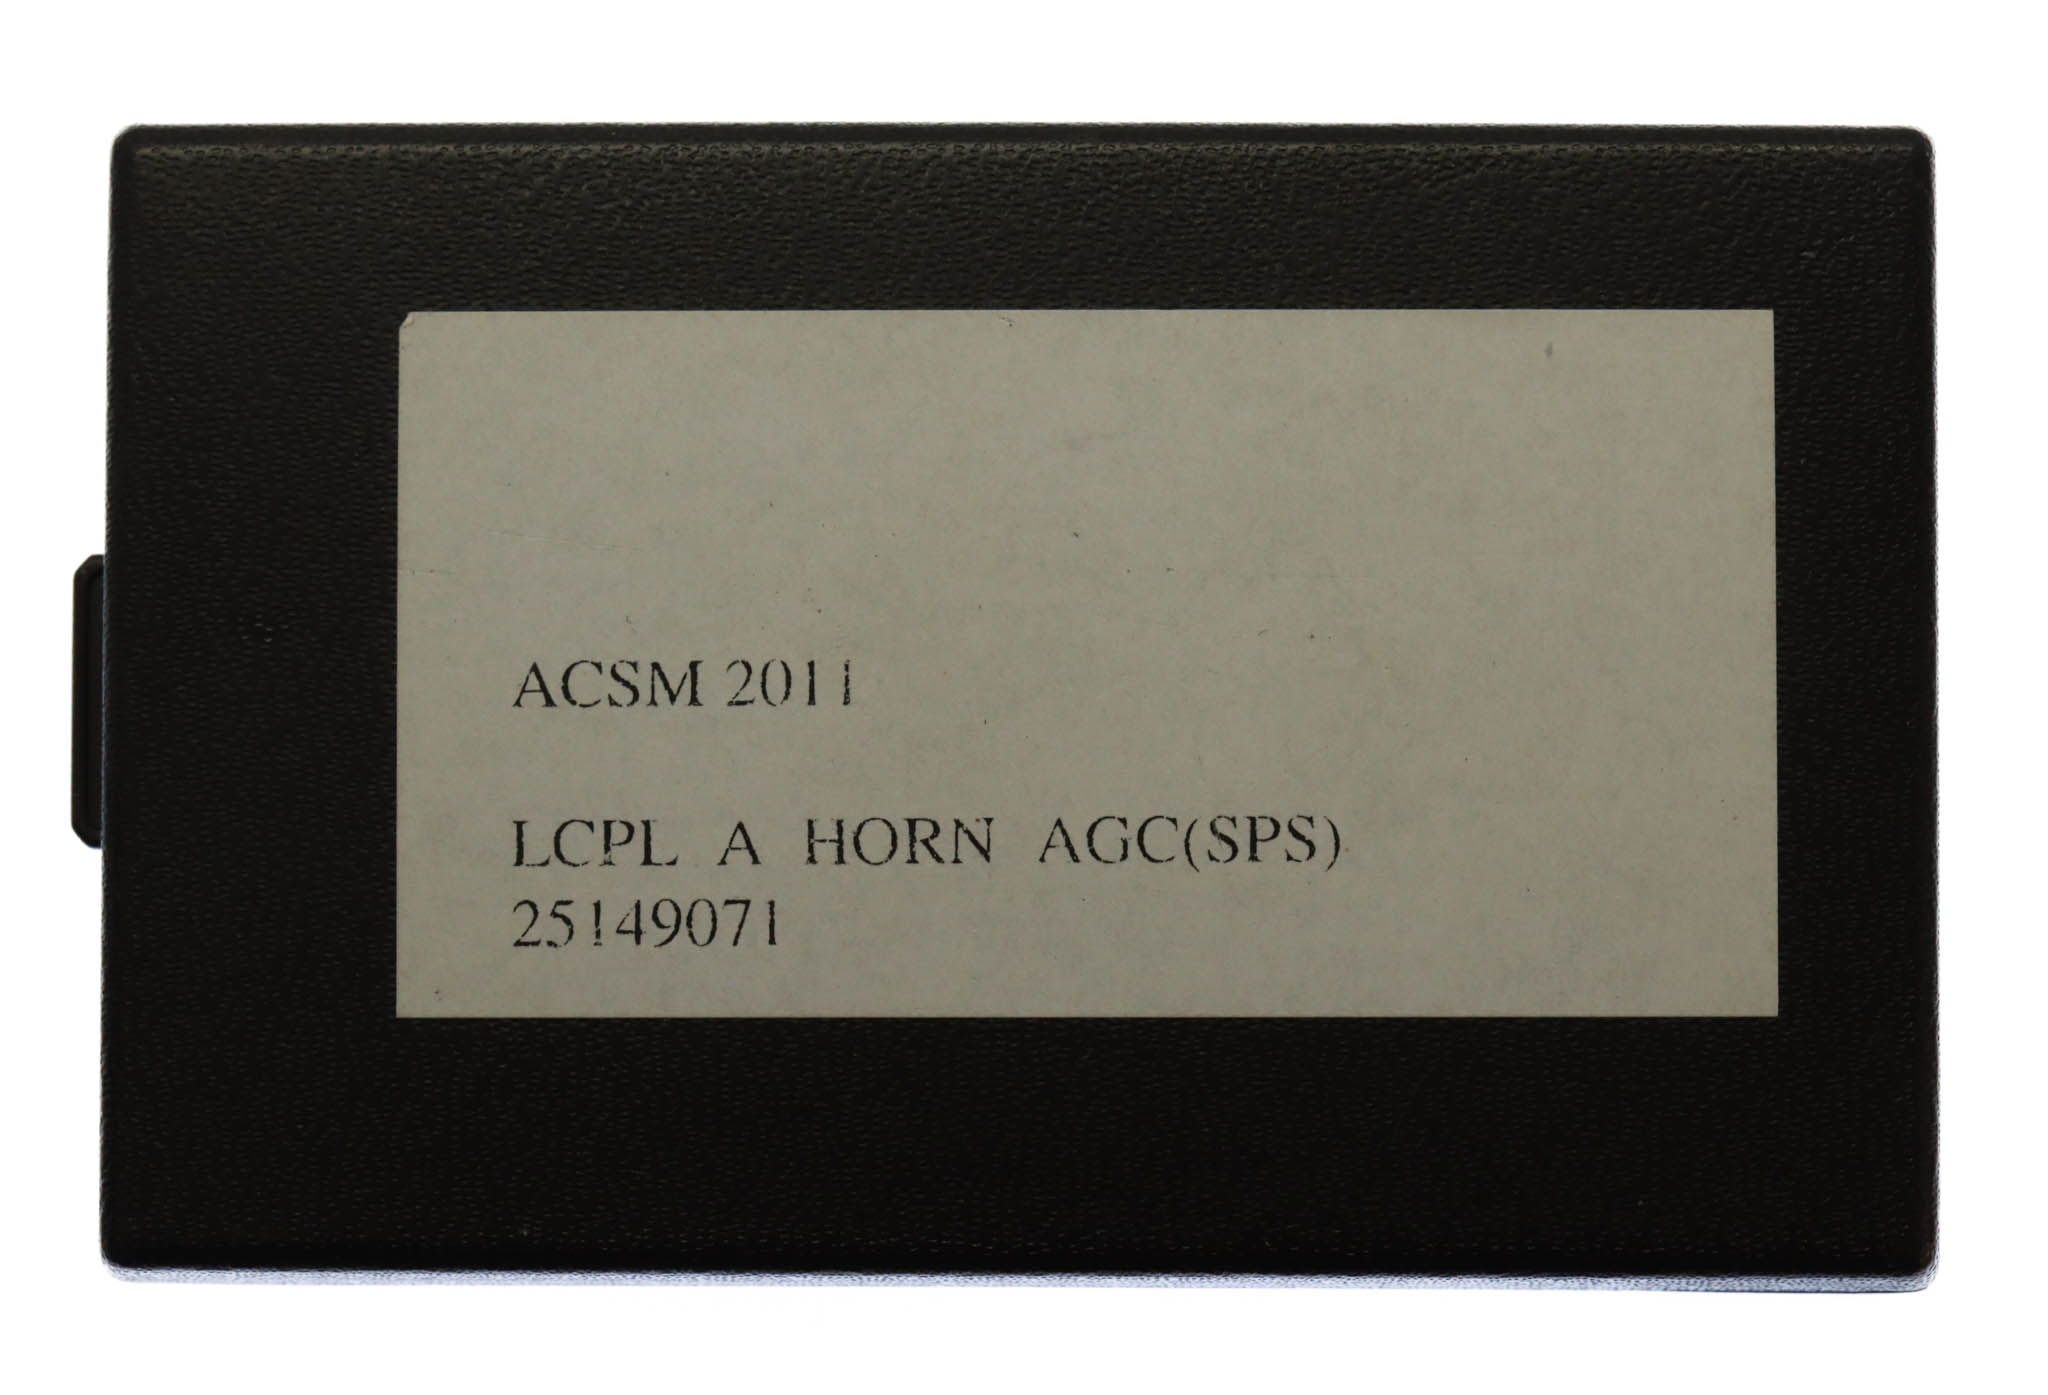 ACSM 2011
LCPL A HORN AGC(SPS)
25149071